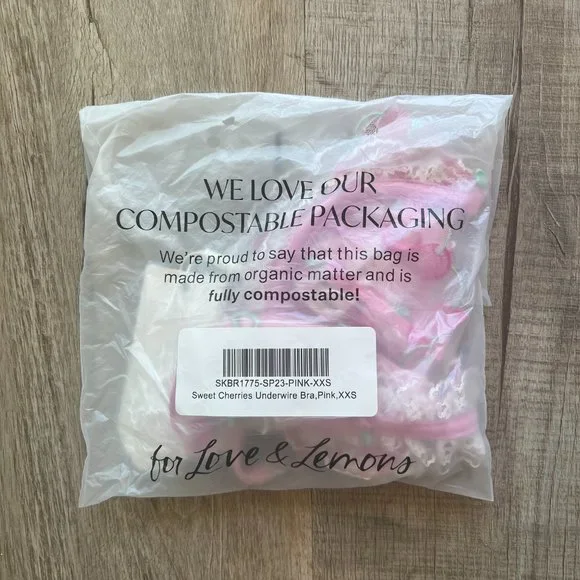 WE LOVE OUR
COMPOSTABLE PACKAGING
We're proud to say that this bag is
made from organic matter and is
fully compostable!
SKBR1775-SP23-PINK-XXS
Sweet Cherries Underwire Bra,Pink,XXS
for Love & Lemons